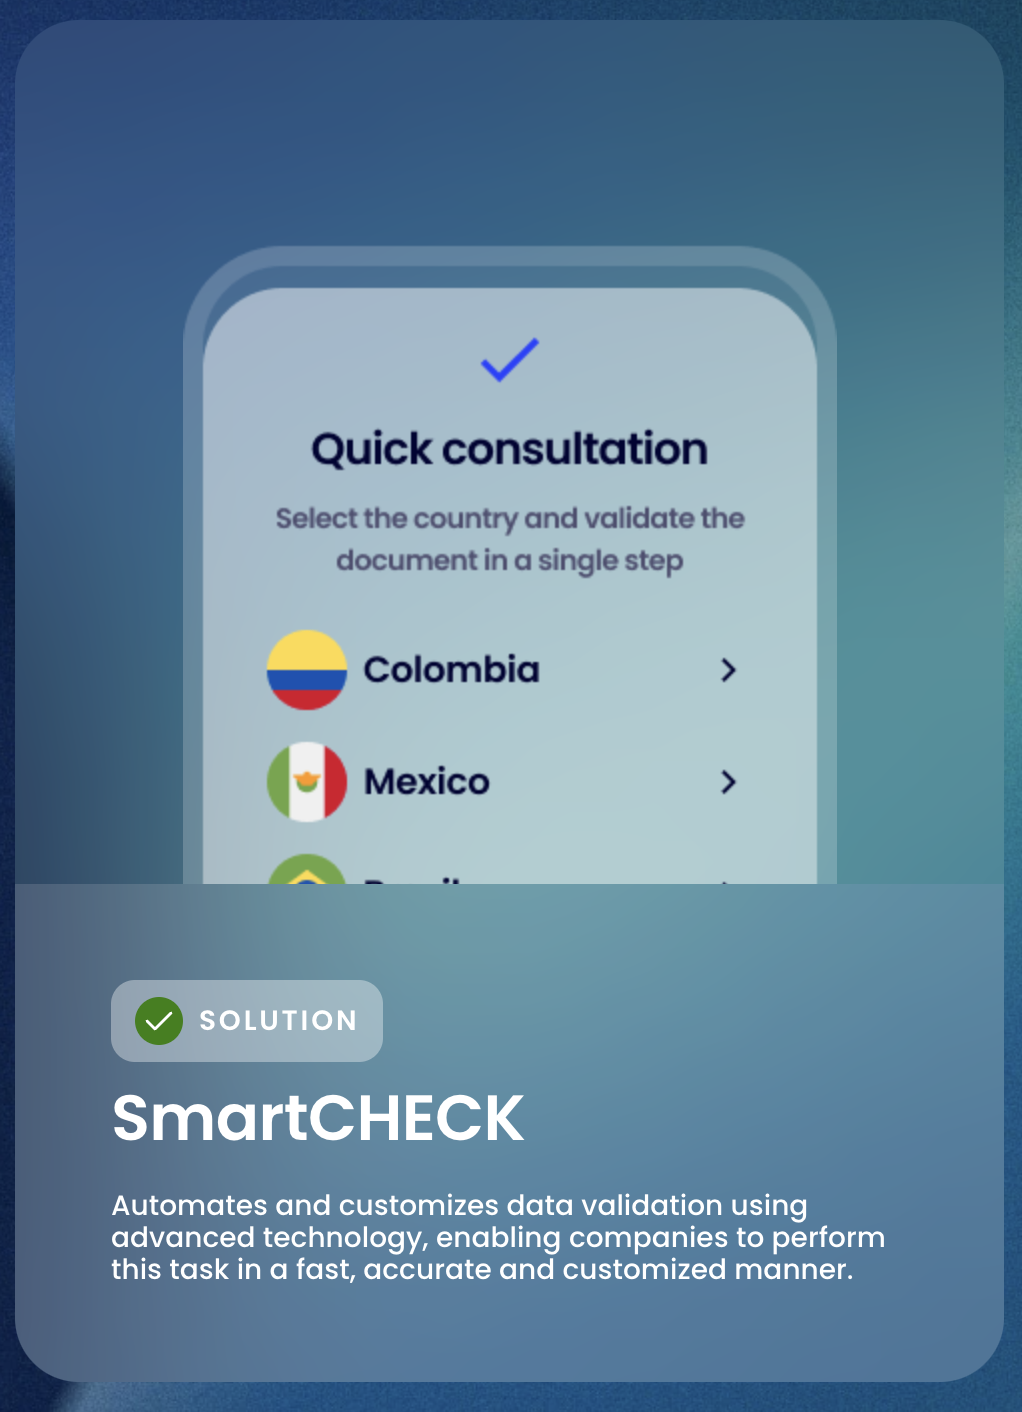 Quick consultation
Select the country and validate the
document in a single step
Colombia
Mexico
SOLUTION
SmartCHECK
Automates and customizes data validation using
advanced technology, enabling companies to perform
this task in a fast, accurate and customized manner.